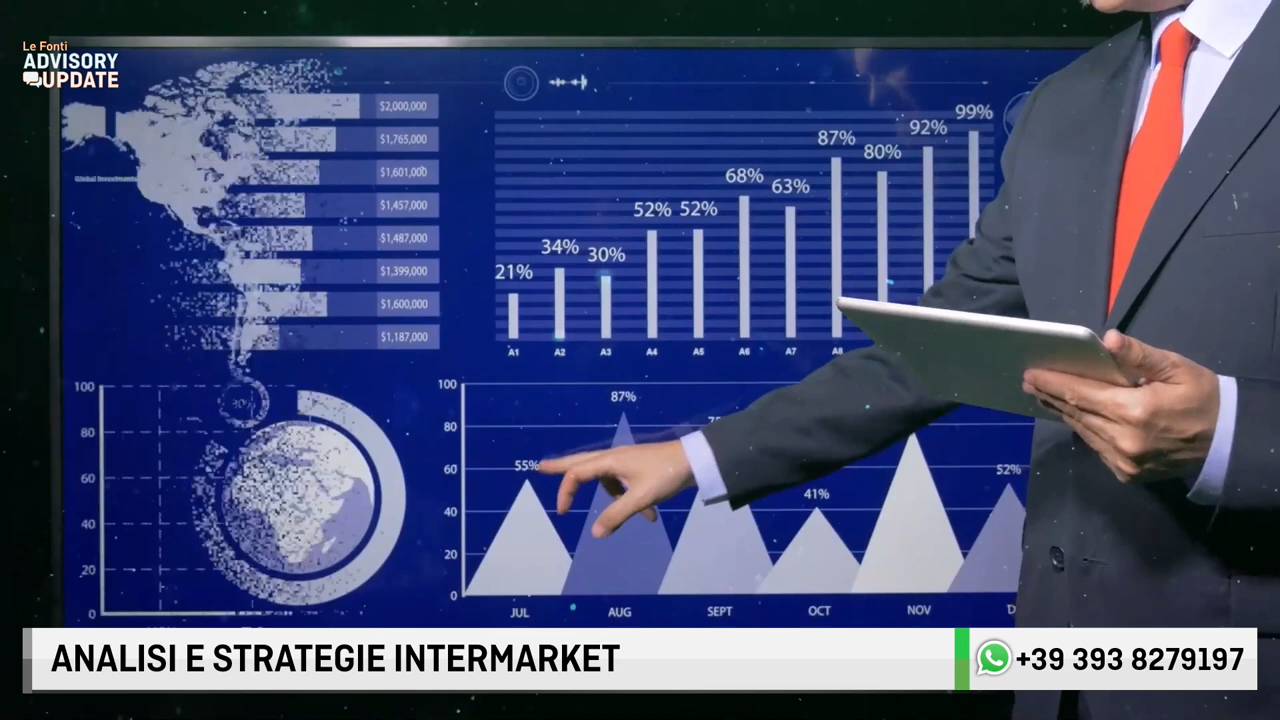 Le Fonti
ADVISORY
UPDATE
$2,000,000
$1,765,000
$1,601,000
$1,457,000
$1,487,000
$1,399,000
$1,600,000
$1,187,000
Global Investments
21%
34%
30%
52%
52%
68%
63%
87%
80%
92%
99%
A1
A2
A3
A4
A5
A6
A7
A8
100
80
60
40
20
0
30%
100
80
60
40
20
0
55%
87%
41%
52%
JUL
AUG
SEPT
OCT
NOV
ANALISI E STRATEGIE INTERMARKET
+39 393 8279197